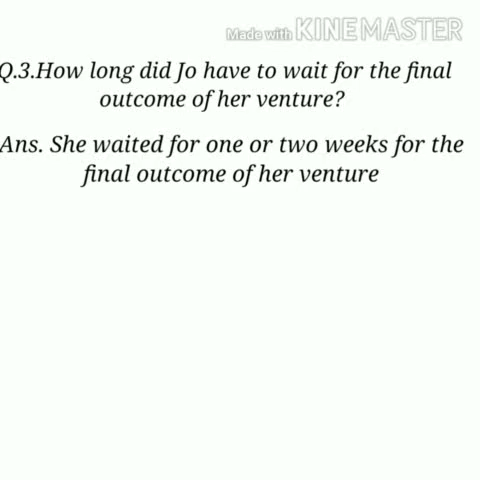 Made with KINEMASTER
Q.3.How long did Jo have to wait for the final
outcome of her venture?
Ans. She waited for one or two weeks for the
final outcome of her venture